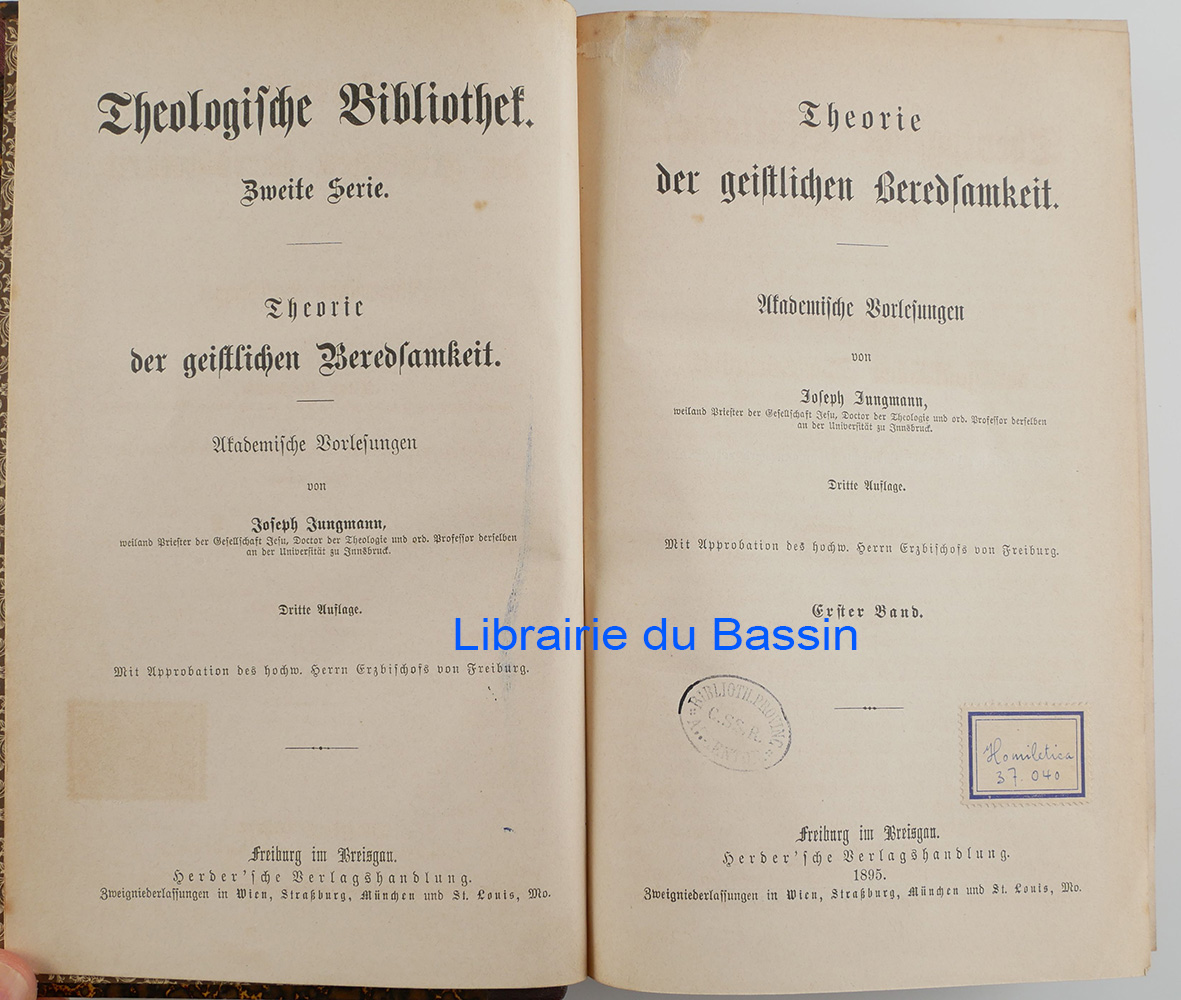 Theologische Bibliothek.
Zweite Serie.
Theorie
der geistlichen Beredsamkeit.
Akademische Vorlesungen
von
Joseph Jungmann,
weiland Priester der Gesellschaft Jesu, Doctor der Theologie und ord. Professor derselben
an der Universität zu Innsbruck.
Dritte Auflage.
Mit Approbation des hochw. Herrn Erzbischofs von Freiburg.
Freiburg im Breisgau.
Herder'sche Verlagshandlung.
Zweigniederlassungen in Wien, Straßburg, München und St. Louis, Mo.
Theorie
der geistlichen Beredsamkeit.
Akademische Vorlesungen
von
Joseph Jungmann,
weiland Priester der Gesellschaft Jesu, Doctor der Theologie und ord. Professor derselben
an der Universität zu Innsbruck.
Dritte Auflage.
Mit Approbation des hochw. Herrn Erzbischofs von Freiburg.
Erster Band.
Librairie du Bassin
BIBLIOTH. PROVINC
C.SS.R.
Homiletica
37.040
Freiburg im Breisgau.
Herder'sche Verlagshandlung.
1895.
Zweigniederlassungen in Wien, Straßburg, München und St. Louis, Mo.